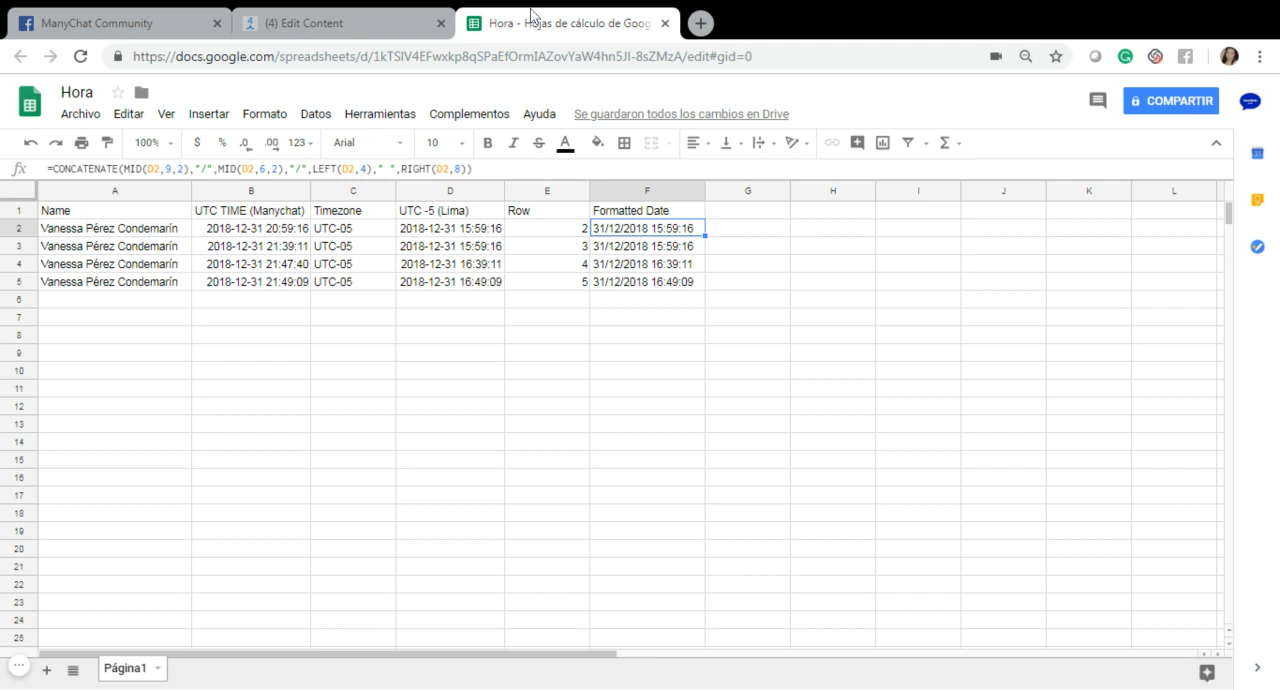 ManyChat Community
(4) Edit Content
Hora - Hojas de cálculo de Goog
https://docs.google.com/spreadsheets/d/1kTSlV4EFwxkp8qSPaEfOrmIAZovYaW4hn5JI-8sZMzA/edit#gid=0
Hora
Archivo Editar Ver Insertar Formato Datos Herramientas Complementos Ayuda Se guardaron todos los cambios en Drive
COMPARTIR
100% $ % .0 .00 123 Arial 10 B I S A Σ
fx =CONCATENATE(MID(D2,9,2),"/",MID(D2,6,2),"/",LEFT(D2,4)," ",RIGHT(D2,8))
A B C D E F G H I J K L
1 Name UTC TIME (Manychat) Timezone UTC -5 (Lima) Row Formatted Date
2 Vanessa Pérez Condemarín 2018-12-31 20:59:16 UTC-05 2018-12-31 15:59:16 2 31/12/2018 15:59:16
3 Vanessa Pérez Condemarín 2018-12-31 21:39:11 UTC-05 2018-12-31 15:59:16 3 31/12/2018 15:59:16
4 Vanessa Pérez Condemarín 2018-12-31 21:47:40 UTC-05 2018-12-31 16:39:11 4 31/12/2018 16:39:11
5 Vanessa Pérez Condemarín 2018-12-31 21:49:09 UTC-05 2018-12-31 16:49:09 5 31/12/2018 16:49:09
6
7
8
9
10
11
12
13
14
15
16
17
18
19
20
21
22
23
24
25
Página1